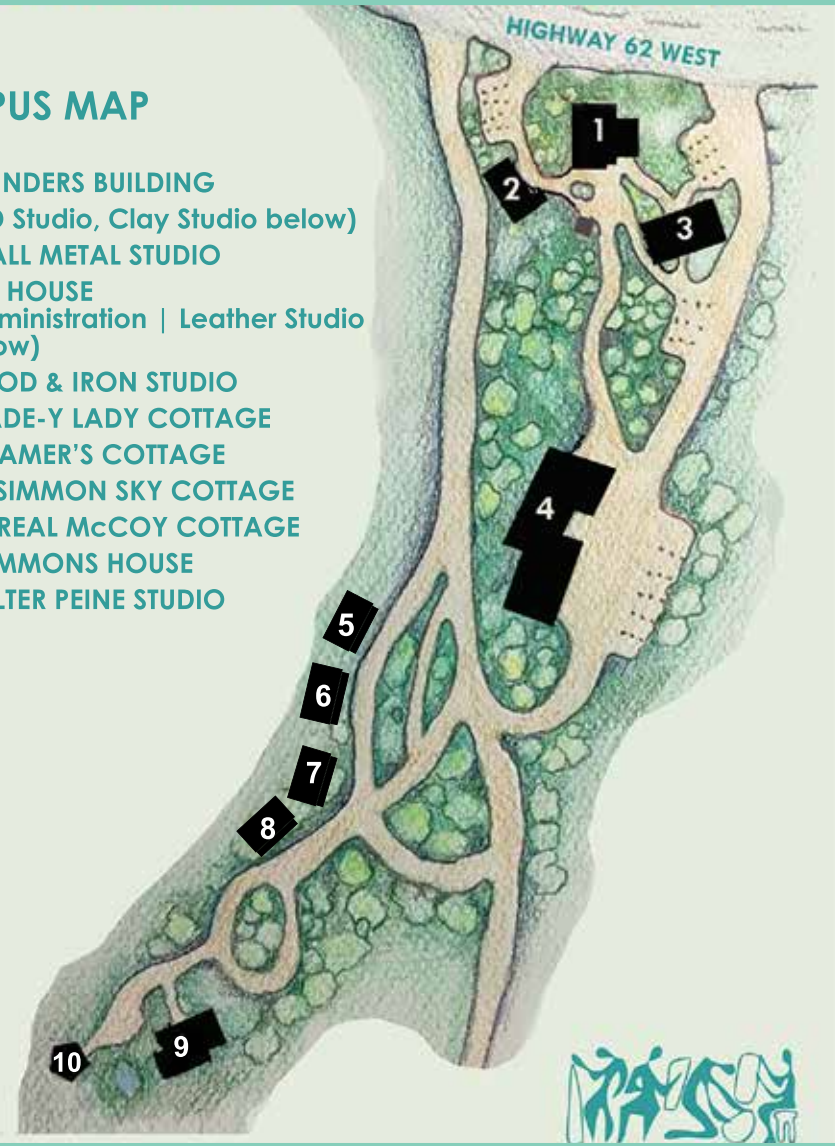 HIGHWAY 62 WEST
PUS MAP
NDERS BUILDING
Studio, Clay Studio below)
ALL METAL STUDIO
HOUSE
ministration | Leather Studio
ow)
OD & IRON STUDIO
ADE-Y LADY COTTAGE
AMER'S COTTAGE
SIMMON SKY COTTAGE
REAL McCOY COTTAGE
MMONS HOUSE
LTER PEINE STUDIO
1
2
3
4
5
6
7
8
9
10